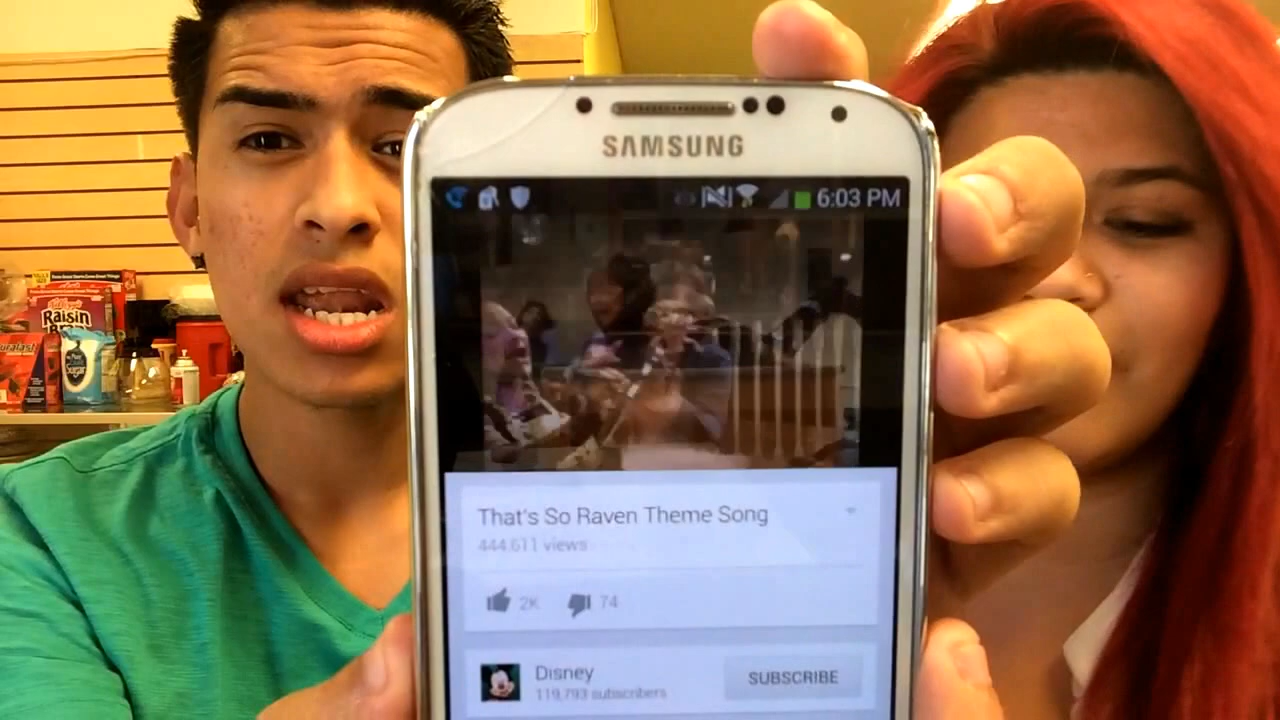 SAMSUNG
6:03 PM
That's So Raven Theme Song
444,611 views
2K
74
Disney
119,793 subscribers
SUBSCRIBE
Raisin
Sugar